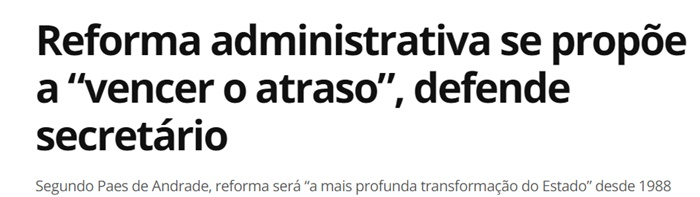 Reforma administrativa se propõe
a “vencer o atraso”, defende
secretário
Segundo Paes de Andrade, reforma será “a mais profunda transformação do Estado” desde 1988